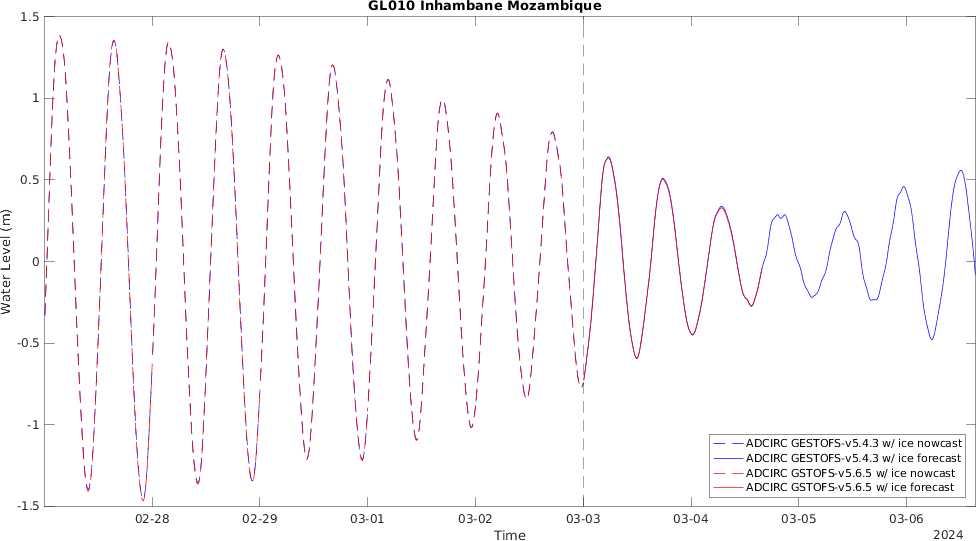 GL010 Inhambane Mozambique
1.5
1
0.5
0
-0.5
-1
-1.5
Water Level (m)
02-28
02-29
03-01
03-02
03-03
03-04
03-05
03-06
Time
2024
ADCIRC GESTOFS-v5.4.3 w/ ice nowcast
ADCIRC GESTOFS-v5.4.3 w/ ice forecast
ADCIRC GSTOFS-v5.6.5 w/ ice nowcast
ADCIRC GSTOFS-v5.6.5 w/ ice forecast